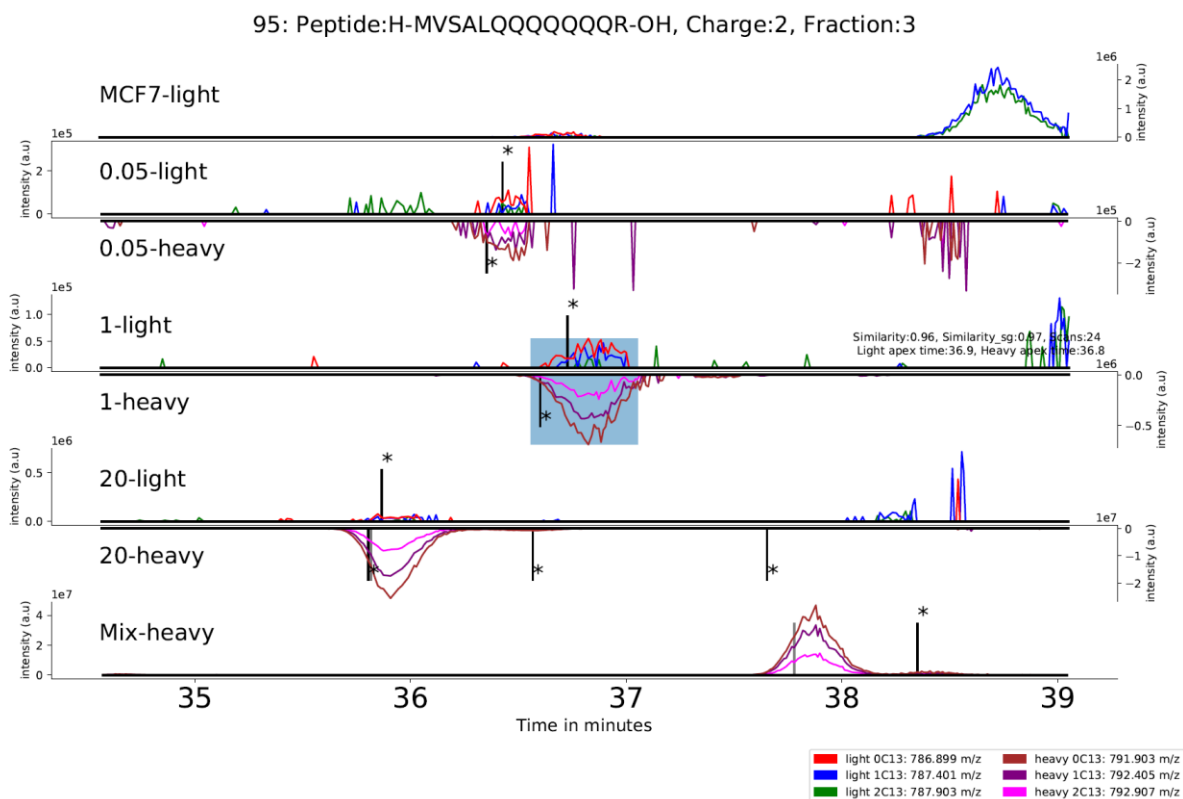 95: Peptide:H-MVSALQQQQQQQR-OH, Charge:2, Fraction:3
1e6
MCF7-light
2
1
0
intensity (a.u)
1e5
0.05-light
*
2
0
intensity (a.u)
1e5
0.05-heavy
*
0
−2
intensity (a.u)
1e5
1-light
*
1.0
0.5
0.0
intensity (a.u)
Similarity:0.96, Similarity_sg:0.97, Scans:24
Light apex time:36.9, Heavy apex time:36.8
1e6
1-heavy
*
0.0
−0.5
intensity (a.u)
1e6
20-light
*
0.5
0.0
intensity (a.u)
1e7
20-heavy
* * *
0
−1
−2
intensity (a.u)
1e7
Mix-heavy
*
4
2
0
intensity (a.u)
35 36 37 38 39
Time in minutes
light 0C13: 786.899 m/z heavy 0C13: 791.903 m/z
light 1C13: 787.401 m/z heavy 1C13: 792.405 m/z
light 2C13: 787.903 m/z heavy 2C13: 792.907 m/z